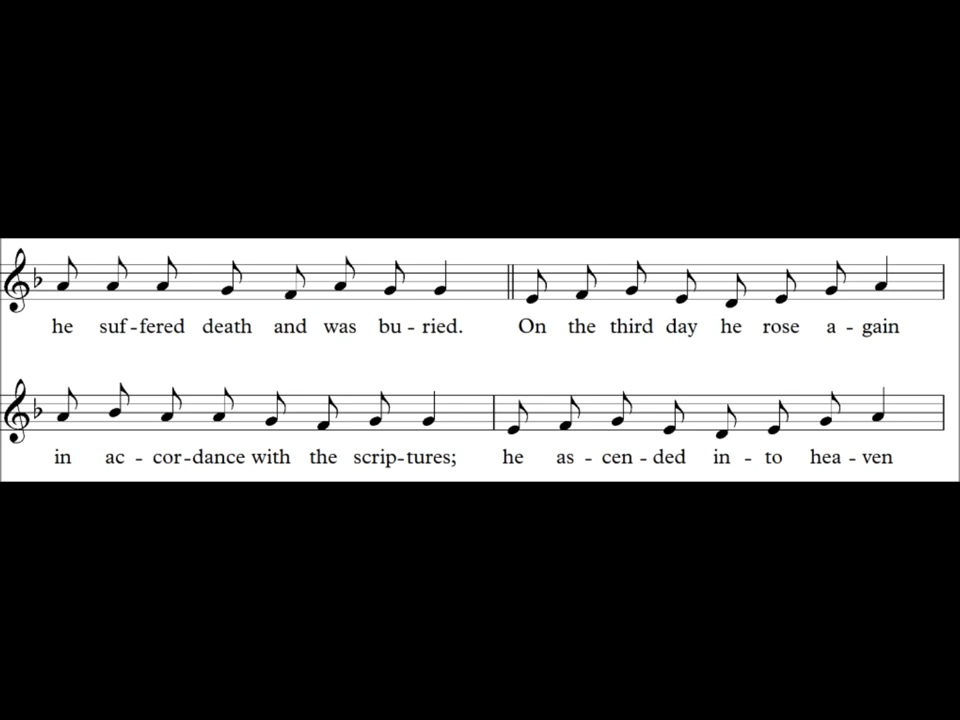 he suf-fered death and was bu-ried. On the third day he rose a-gain
in ac-cor-dance with the scrip-tures; he as-cen-ded in-to hea-ven